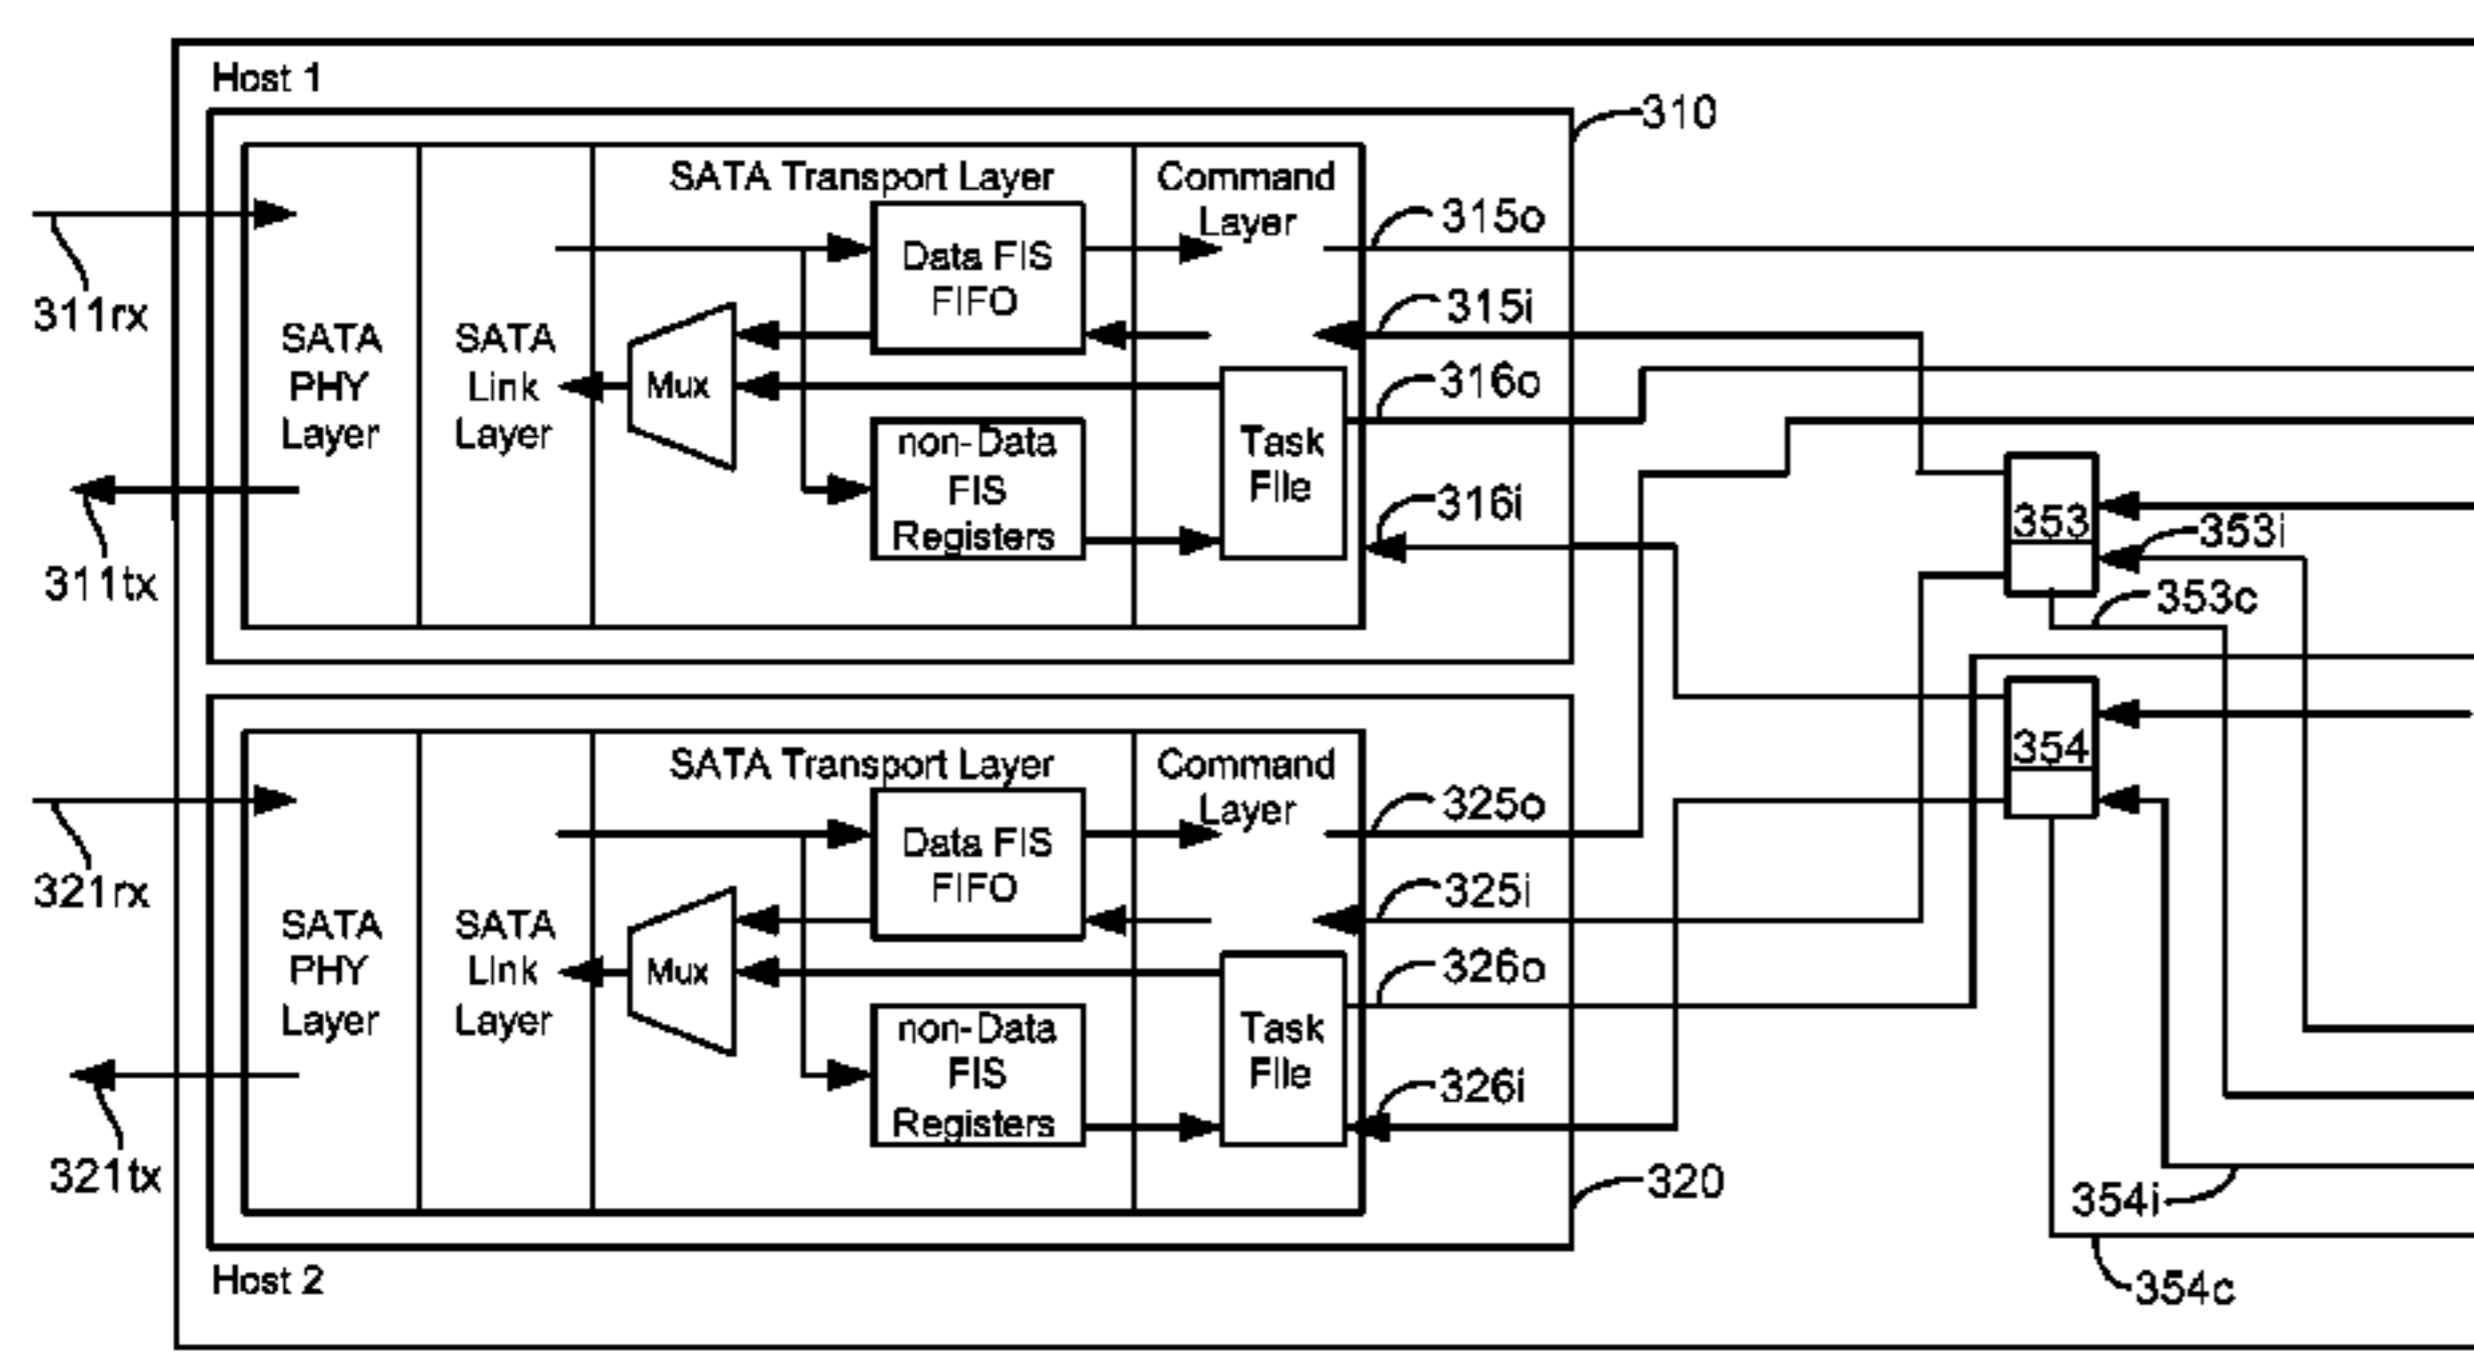 Host 1
310
SATA Transport Layer
Command
Layer
315o
Data FIS
FIFO
311rx
315i
SATA
PHY
Layer
SATA
Link
Layer
Mux
316o
non-Data
FIS
Registers
Task
File
316i
353
353i
311tx
353c
354
SATA Transport Layer
Command
Layer
325o
Data FIS
FIFO
321rx
325i
SATA
PHY
Layer
SATA
Link
Layer
Mux
326o
non-Data
FIS
Registers
Task
File
326i
321tx
320
354i
Host 2
354c